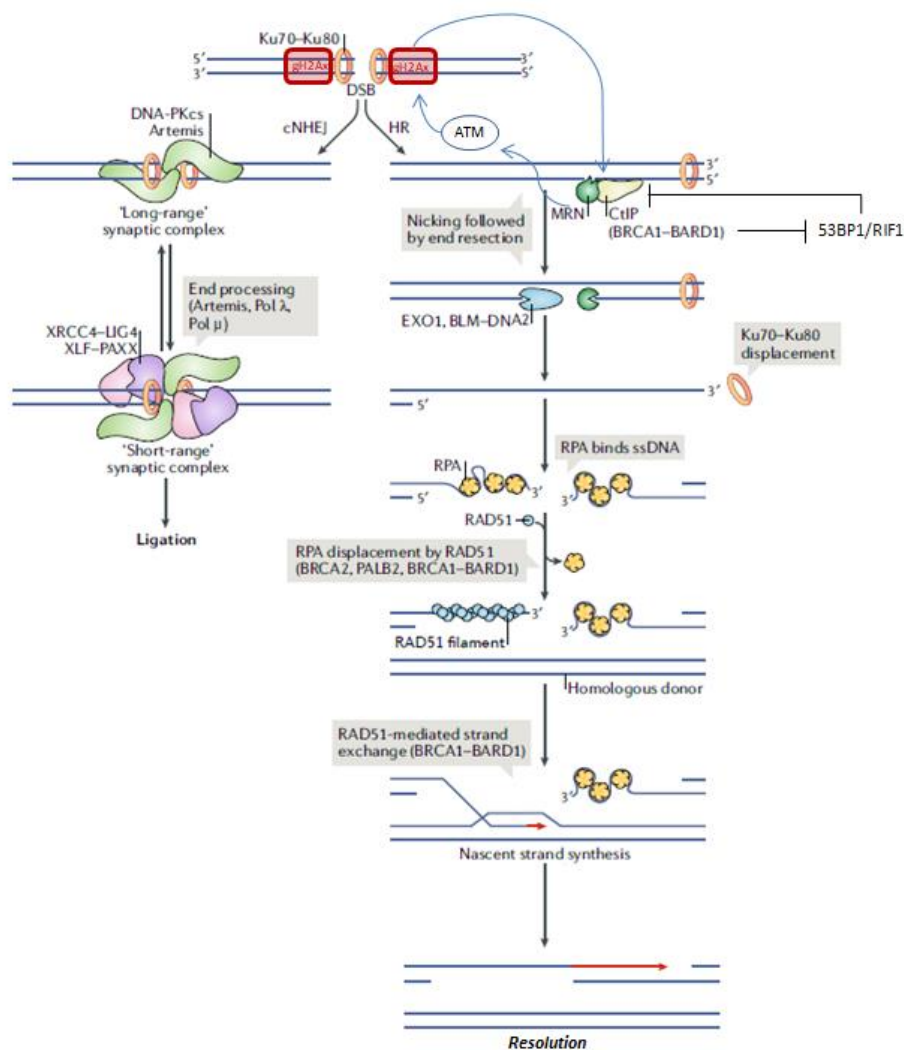 Ku70–Ku80
5′
3′
gH2Ax
gH2Ax
3′
5′
DSB
DNA-PKcs
Artemis
cNHEJ
HR
ATM
'Long-range'
synaptic complex
3′
5′
MRN
CtIP
(BRCA1–BARD1)
53BP1/RIF1
Nicking followed
by end resection
End processing
(Artemis, Pol λ,
Pol μ)
EXO1, BLM–DNA2
XRCC4–LIG4
XLF–PAXX
Ku70–Ku80
displacement
3′
5′
'Short-range'
synaptic complex
RPA binds ssDNA
RPA
5′
3′
3′
Ligation
RAD51
RPA displacement by RAD51
(BRCA2, PALB2, BRCA1–BARD1)
3′
3′
RAD51 filament
Homologous donor
RAD51-mediated strand
exchange (BRCA1–BARD1)
3′
Nascent strand synthesis
Resolution